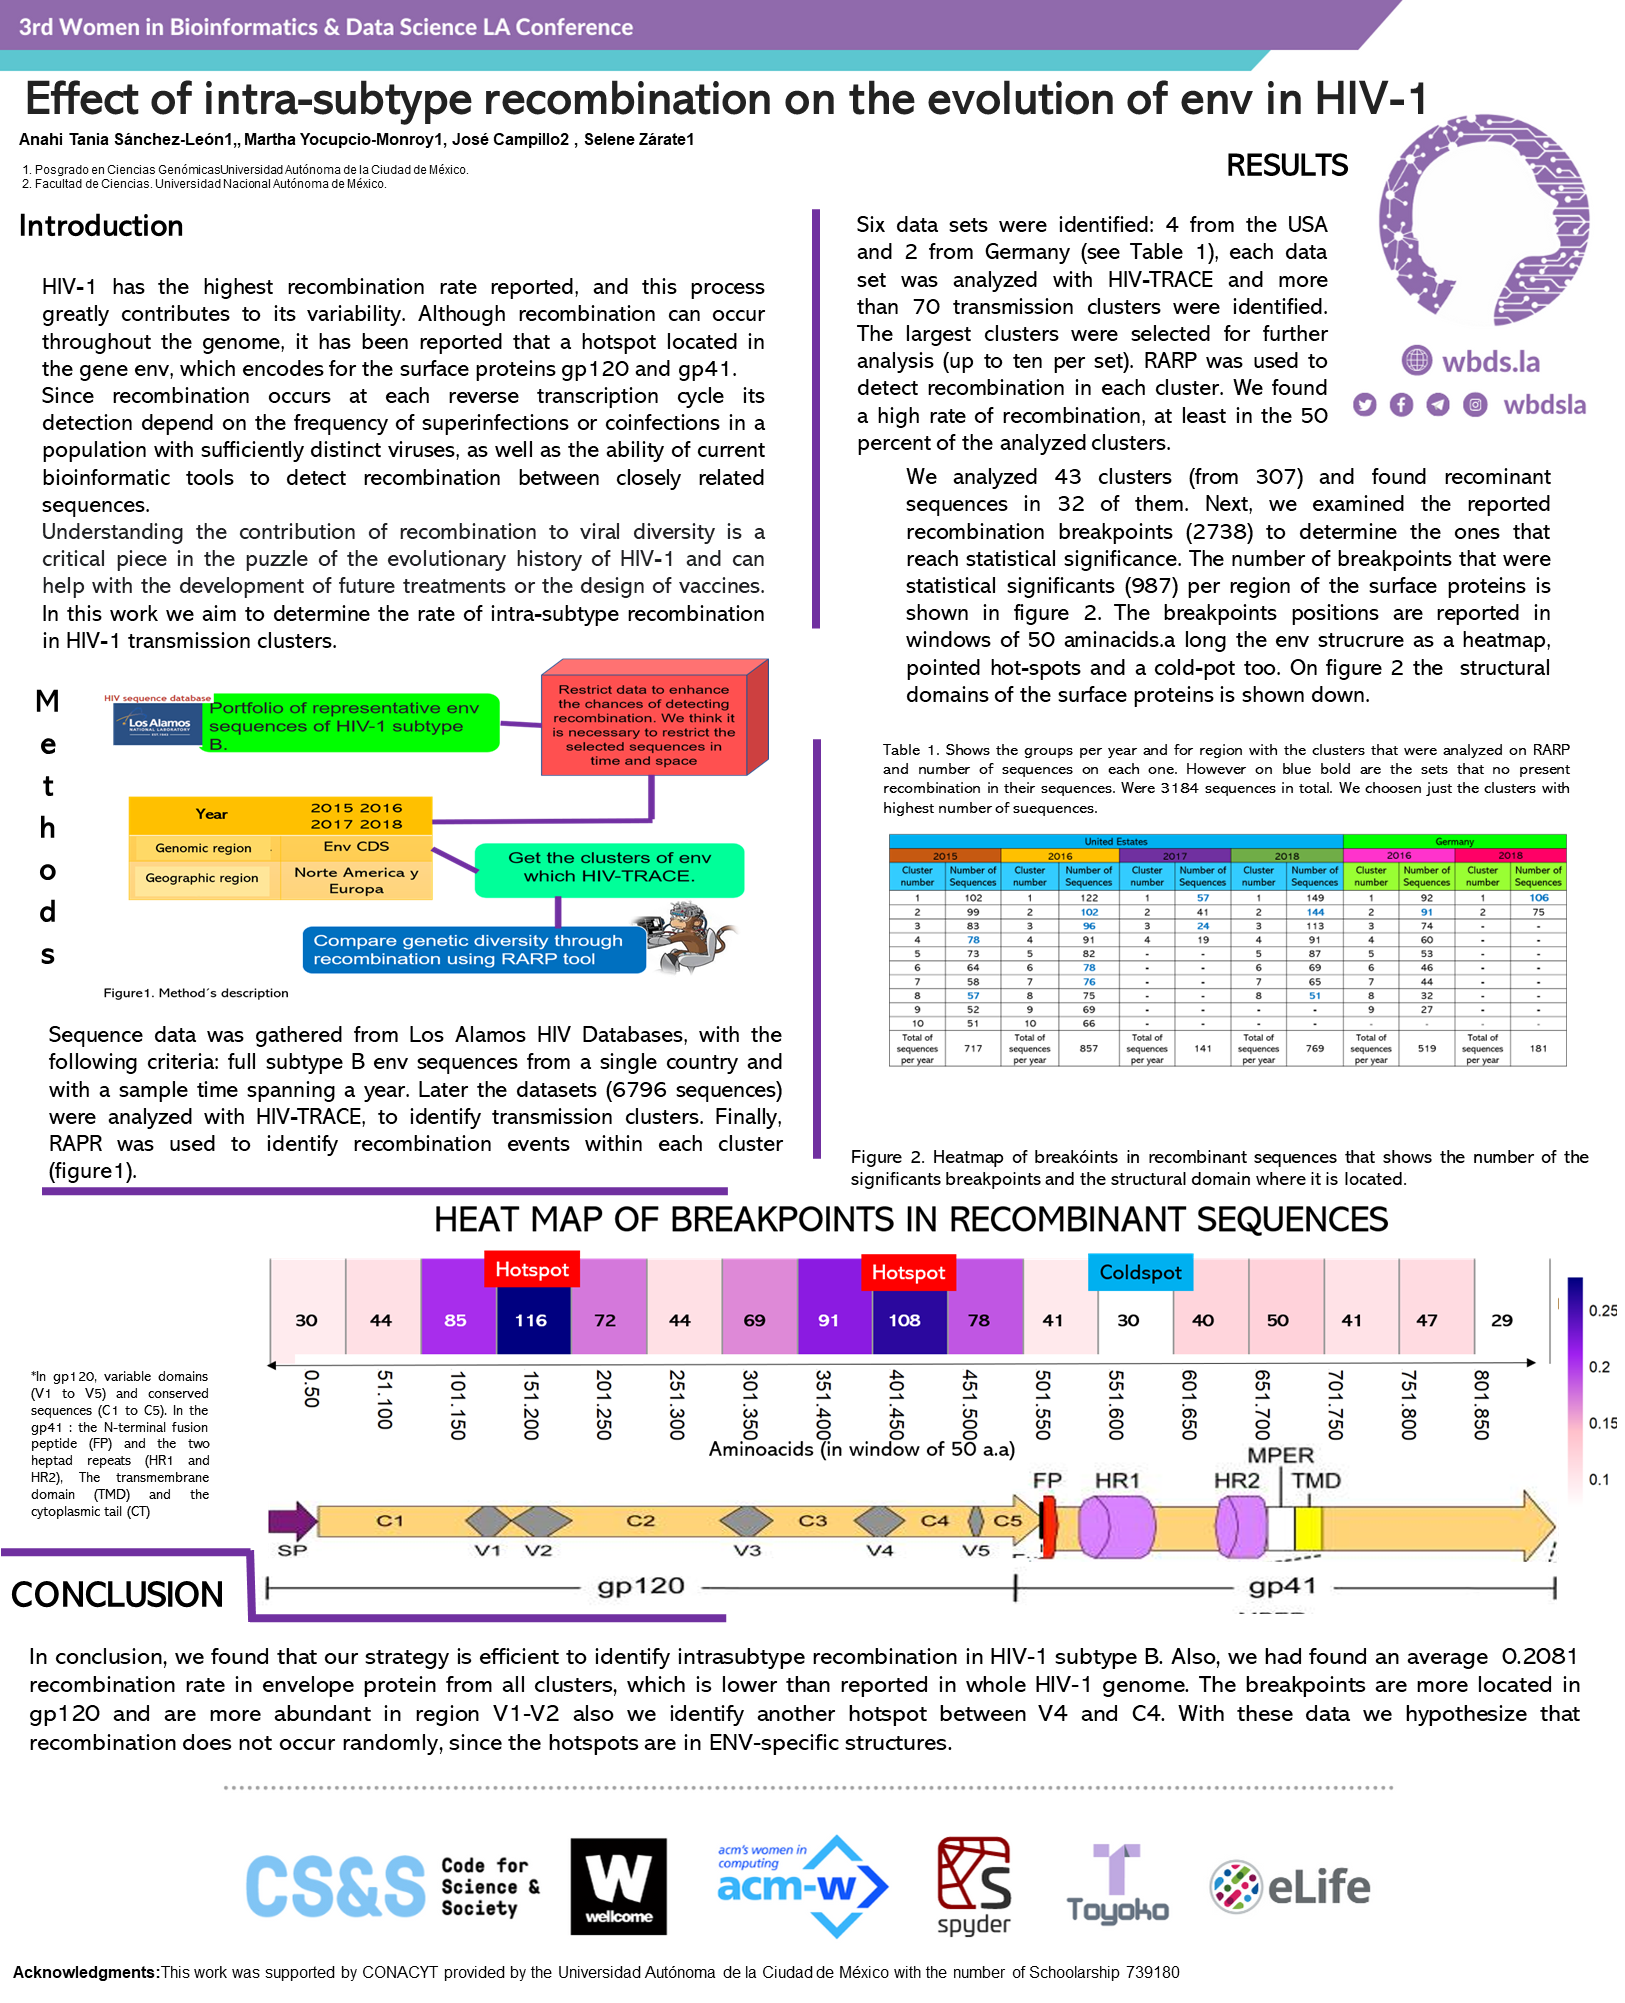 3rd Women in Bioinformatics & Data Science LA Conference
Effect of intra-subtype recombination on the evolution of env in HIV-1
Anahi Tania Sánchez-León1,, Martha Yocupcio-Monroy1, José Campillo2 , Selene Zárate1
1. Posgrado en Ciencias GenómicasUniversidad Autónoma de la Ciudad de México.
2. Facultad de Ciencias. Universidad Nacional Autónoma de México.
Introduction
HIV-1 has the highest recombination rate reported, and this process
greatly contributes to its variability. Although recombination can occur
throughout the genome, it has been reported that a hotspot located in
the gene env, which encodes for the surface proteins gp120 and gp41.
Since recombination occurs at each reverse transcription cycle its
detection depend on the frequency of superinfections or coinfections in a
population with sufficiently distinct viruses, as well as the ability of current
bioinformatic tools to detect recombination between closely related
sequences.
Understanding the contribution of recombination to viral diversity is a
critical piece in the puzzle of the evolutionary history of HIV-1 and can
help with the development of future treatments or the design of vaccines.
In this work we aim to determine the rate of intra-subtype recombination
in HIV-1 transmission clusters.
Methods
HIV sequence database
Los Alamos
NATIONAL LABORATORY
EST. 1943
Portfolio of representative env
sequences of HIV-1 subtype
B.
Restrict data to enhance
the chances of detecting
recombination. We think it
is necessary to restrict the
selected sequences in
time and space
Year 2015 2016
2017 2018
Genomic region Env CDS
Geographic region Norte America y
Europa
Get the clusters of env
which HIV-TRACE.
Compare genetic diversity through
recombination using RARP tool
Figure1. Method´s description
Sequence data was gathered from Los Alamos HIV Databases, with the
following criteria: full subtype B env sequences from a single country and
with a sample time spanning a year. Later the datasets (6796 sequences)
were analyzed with HIV-TRACE, to identify transmission clusters. Finally,
RAPR was used to identify recombination events within each cluster
(figure1).
RESULTS
Six data sets were identified: 4 from the USA
and 2 from Germany (see Table 1), each data
set was analyzed with HIV-TRACE and more
than 70 transmission clusters were identified.
The largest clusters were selected for further
analysis (up to ten per set). RARP was used to
detect recombination in each cluster. We found
a high rate of recombination, at least in the 50
percent of the analyzed clusters.
wbds.la
wbdsla
We analyzed 43 clusters (from 307) and found recominant
sequences in 32 of them. Next, we examined the reported
recombination breakpoints (2738) to determine the ones that
reach statistical significance. The number of breakpoints that were
statistical significants (987) per region of the surface proteins is
shown in figure 2. The breakpoints positions are reported in
windows of 50 aminacids.a long the env strucrure as a heatmap,
pointed hot-spots and a cold-pot too. On figure 2 the structural
domains of the surface proteins is shown down.
Table 1. Shows the groups per year and for region with the clusters that were analyzed on RARP
and number of sequences on each one. However on blue bold are the sets that no present
recombination in their sequences. Were 3184 sequences in total. We choosen just the clusters with
highest number of suequences.
United Estates Germany
2015 2016 2017 2018 2016 2018
Cluster number Number of Sequences Cluster number Number of Sequences Cluster number Number of Sequences Cluster number Number of Sequences Cluster number Number of Sequences Cluster number Number of Sequences
1 102 1 122 1 57 1 149 1 92 1 106
2 99 2 102 2 41 2 144 2 91 2 75
3 83 3 96 3 24 3 113 3 74 - -
4 78 4 91 4 19 4 91 4 60 - -
5 73 5 82 - - 5 87 5 53 - -
6 64 6 78 - - 6 69 6 46 - -
7 58 7 76 - - 7 65 7 44 - -
8 57 8 75 - - 8 51 8 32 - -
9 52 9 69 - - - - 9 27 - -
10 51 10 66 - - - - - - - -
Total of sequences per year 717 Total of sequences per year 857 Total of sequences per year 141 Total of sequences per year 769 Total of sequences per year 519 Total of sequences per year 181
Figure 2. Heatmap of breakóints in recombinant sequences that shows the number of the
significants breakpoints and the structural domain where it is located.
HEAT MAP OF BREAKPOINTS IN RECOMBINANT SEQUENCES
Hotspot Hotspot Coldspot
30 44 85 116 72 44 69 91 108 78 41 30 40 50 41 47 29
0.25
0.2
0.15
0.1
0.50 51.100 101.150 151.200 201.250 251.300 301.350 351.400 401.450 451.5000 501.550 551.600 601.650 651.700 701.750 751.800 801.850
Aminoacids (in window of 50 a.a)
*In gp120, variable domains
(V1 to V5) and conserved
sequences (C1 to C5). In the
gp41 : the N-terminal fusion
peptide (FP) and the two
heptad repeats (HR1 and
HR2), The transmembrane
domain (TMD) and the
cytoplasmic tail (CT)
MPER
FP HR1 HR2 TMD
C1 C2 C3 C4 C5
SP V1 V2 V3 V4 V5
gp120 gp41
CONCLUSION
In conclusion, we found that our strategy is efficient to identify intrasubtype recombination in HIV-1 subtype B. Also, we had found an average 0.2081
recombination rate in envelope protein from all clusters, which is lower than reported in whole HIV-1 genome. The breakpoints are more located in
gp120 and are more abundant in region V1-V2 also we identify another hotspot between V4 and C4. With these data we hypothesize that
recombination does not occur randomly, since the hotspots are in ENV-specific structures.
CS&S Code for
Science &
Society
W
wellcome
acm's women in
computing
acm-w
S
spyder
Toyoko
eLife
Acknowledgments:This work was supported by CONACYT provided by the Universidad Autónoma de la Ciudad de México with the number of Schoolarship 739180